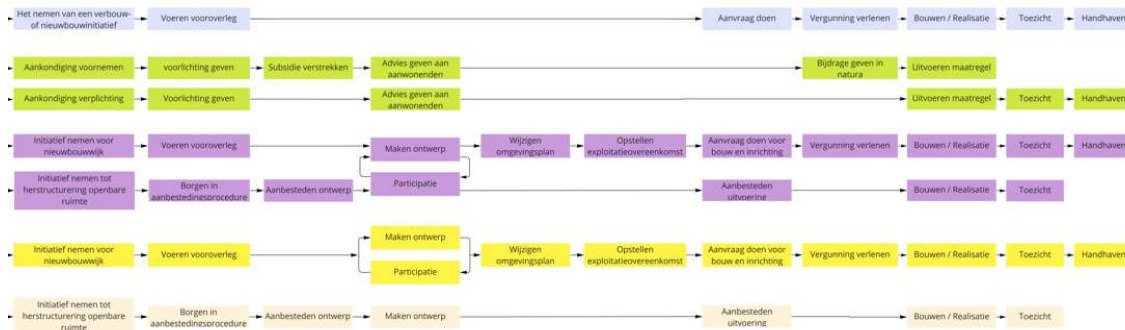 Het nemen van een verbouw-
of nieuwbouwinitiatief
Voeren vooroverleg
Aanvraag doen
Vergunning verlenen
Bouwen / Realisatie
Toezicht
Handhaven
Aankondiging voornemen
voorlichting geven
Subsidie verstrekken
Advies geven aan
aanwonenden
Bijdrage geven in
natura
Uitvoeren maatregel
Aankondiging verplichting
Voorlichting geven
Advies geven aan
aanwonenden
Uitvoeren maatregel
Toezicht
Handhaven
Initiatief nemen voor
nieuwbouwwijk
Voeren vooroverleg
Maken ontwerp
Participatie
Wijzigen
omgevingsplan
Opstellen
exploitatieovereenkomst
Aanvraag doen voor
bouw en inrichting
Vergunning verlenen
Bouwen / Realisatie
Toezicht
Handhaven
Initiatief nemen tot
herstructurering openbare
ruimte
Borgen in
aanbestedingsprocedure
Aanbesteden ontwerp
Aanbesteden
uitvoering
Bouwen / Realisatie
Toezicht
Initiatief nemen voor
nieuwbouwwijk
Voeren vooroverleg
Maken ontwerp
Participatie
Wijzigen
omgevingsplan
Opstellen
exploitatieovereenkomst
Aanvraag doen voor
bouw en inrichting
Vergunning verlenen
Bouwen / Realisatie
Toezicht
Handhaven
Initiatief nemen tot
herstructurering openbare
ruimte
Borgen in
aanbestedingsprocedure
Aanbesteden ontwerp
Maken ontwerp
Aanbesteden
uitvoering
Bouwen / Realisatie
Toezicht